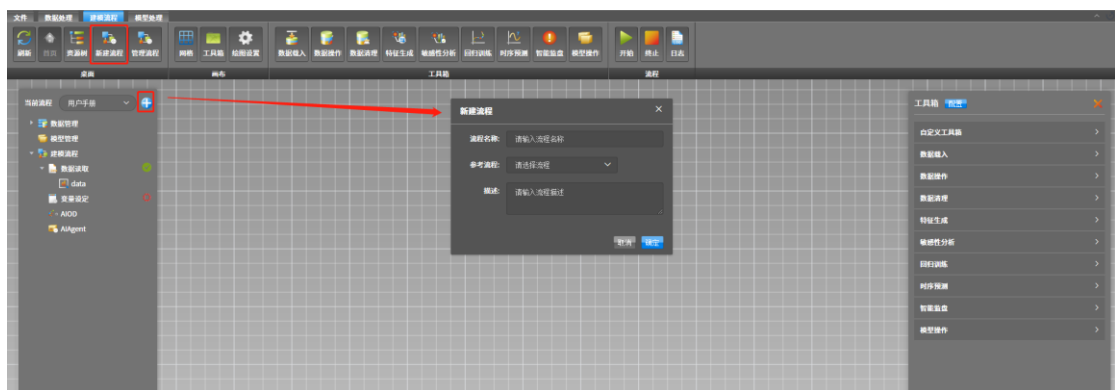 文件 数据处理 建模流程 模型处理
刷新 首页 资源树 新建流程 管理流程 网格 工具箱 绘图设置 数据载入 数据操作 数据清理 特征生成 敏感性分析 回归训练 时序预测 智能监盘 模型操作 开始 终止 日志
桌面 画布 工具箱 流程
当前流程 用户手册
数据管理
模型管理
建模流程
数据读取
data
变量设定
AIOD
AIAgent
新建流程
流程名称: 请输入流程名称
参考流程: 请选择流程
描述: 请输入流程描述
取消 确定
工具箱 配置
自定义工具箱
数据载入
数据操作
数据清理
特征生成
敏感性分析
回归训练
时序预测
智能监盘
模型操作